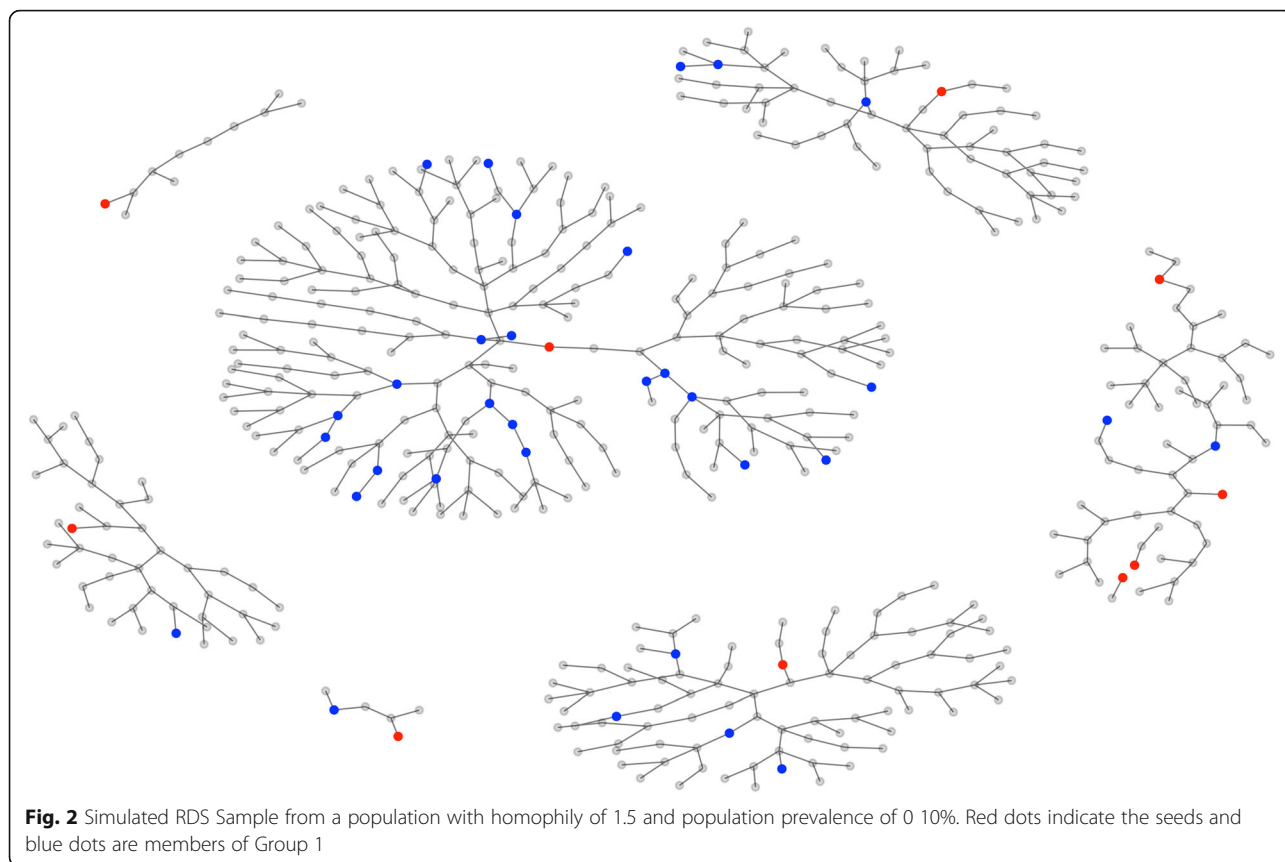 Fig. 2 Simulated RDS Sample from a population with homophily of 1.5 and population prevalence of 0 10%. Red dots indicate the seeds and
blue dots are members of Group 1